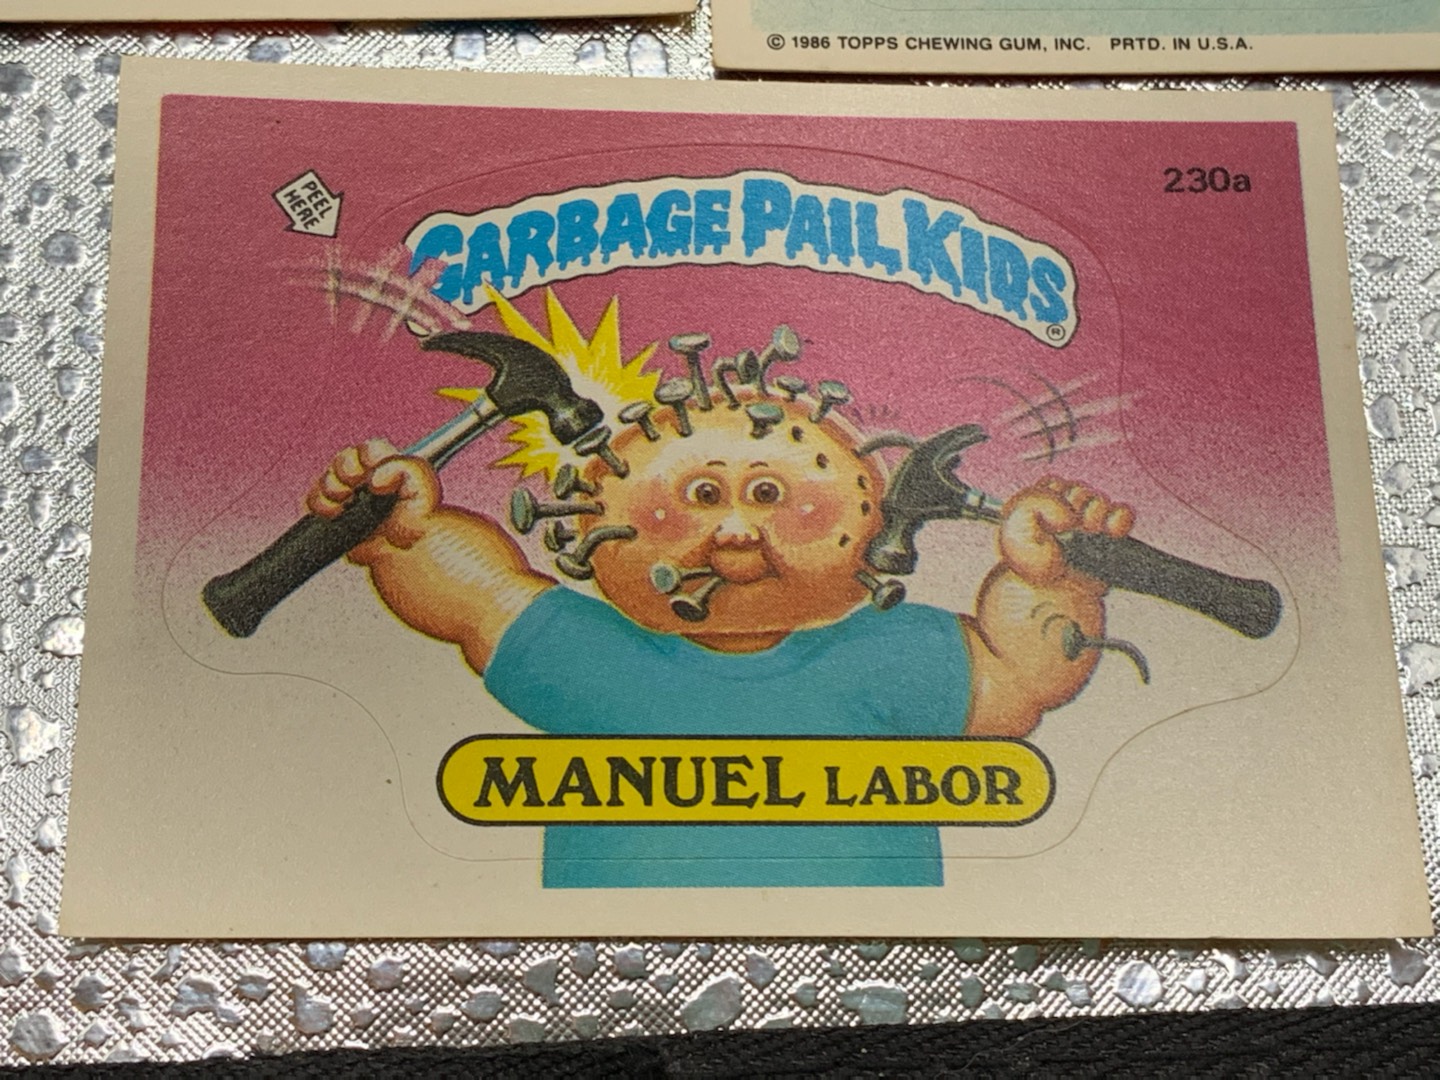 © 1986 TOPPS CHEWING GUM, INC. PRTD. IN U.S.A.
230a
PEEL
HERE
GARBAGE PAIL KIDS
®
MANUEL LABOR